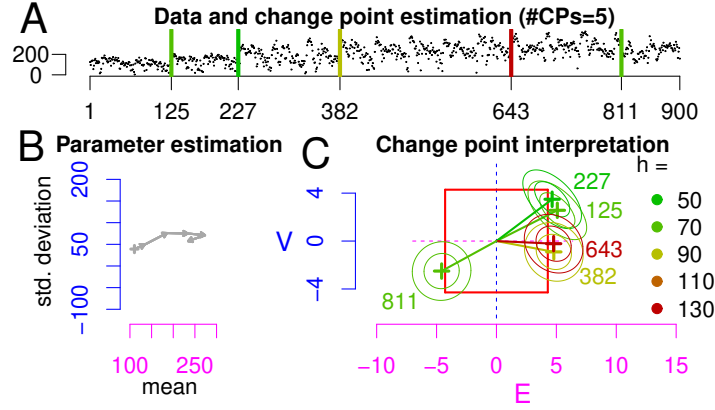 A
Data and change point estimation (#CPs=5)
200
0
1 125 227 382 643 811 900
B
Parameter estimation
std. deviation
200
50
−100
100 250
mean
C
Change point interpretation
V
4
0
−4
227
125
643
382
811
−10 −5 0 5 10 15
E
h =
50
70
90
110
130